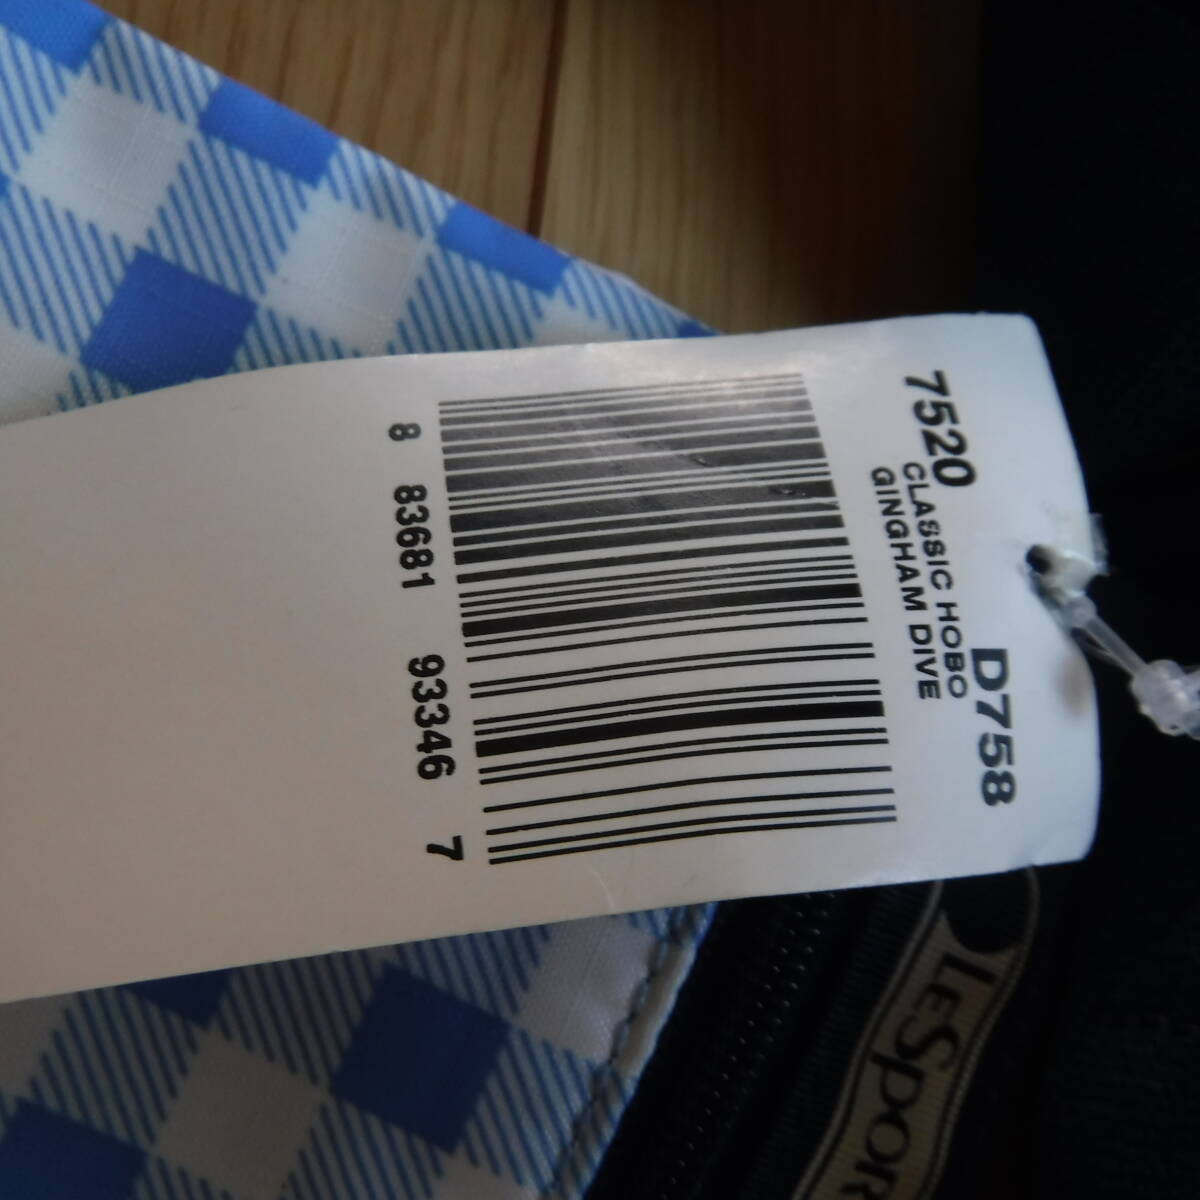 7520 D758
CLASSIC HOBO
GINGHAM DIVE
8 83681 93346 7
LESPOR